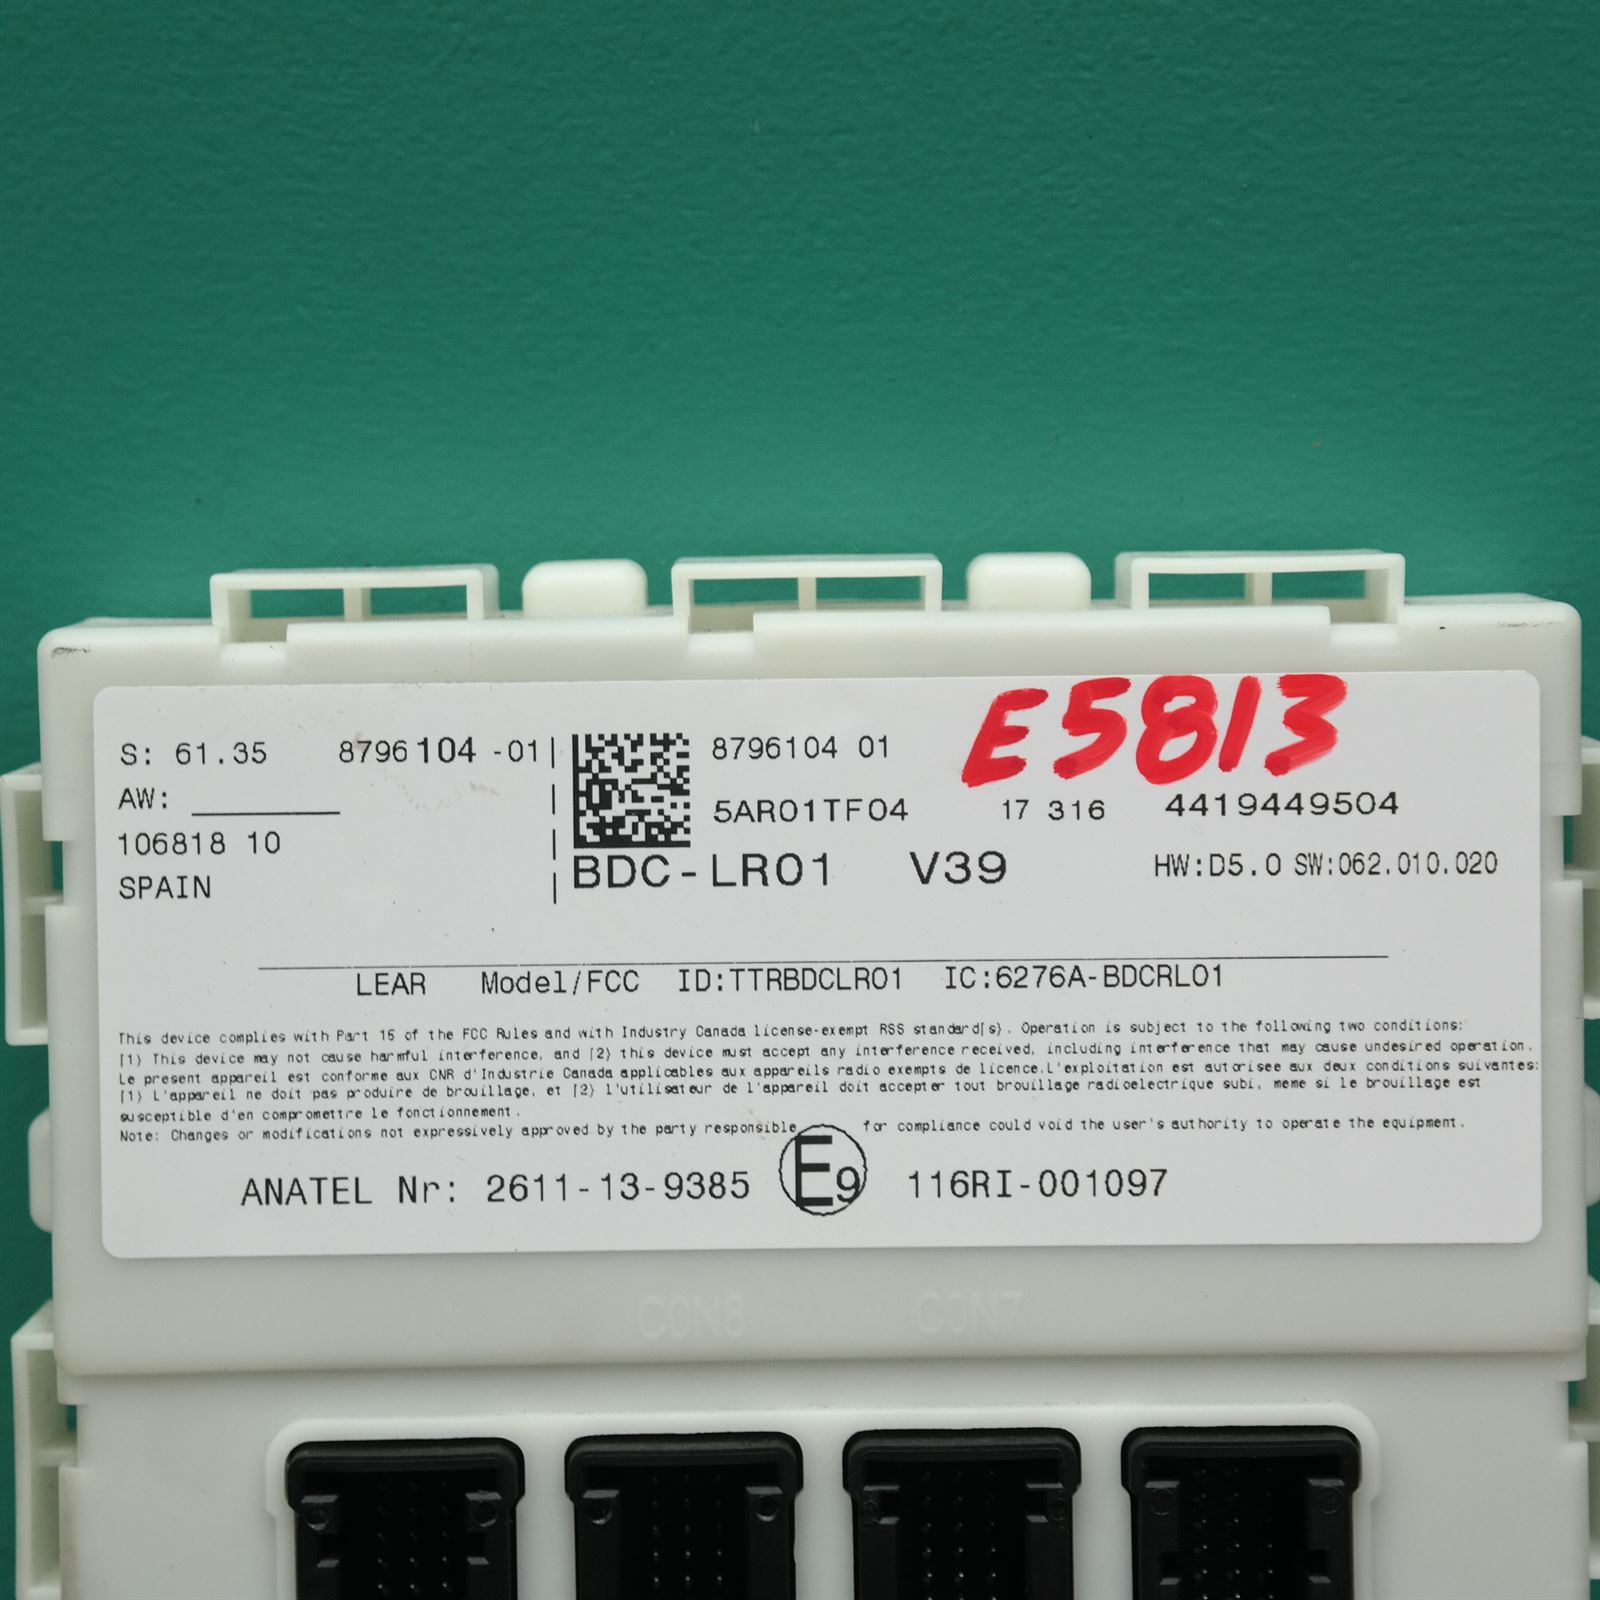 E5813
S: 61.35 8796104 -01|
8796104 01
AW: ________
5AR01TF04 17 316 4419449504
106818 10
SPAIN
BDC-LR01 V39 HW:D5.0 SW:062.010.020
LEAR Model/FCC ID:TTRBDCLR01 IC:6276A-BDCRL01
This device complies with Part 15 of the FCC Rules and with Industry Canada license-exempt RSS standard(s). Operation is subject to the following two conditions:
(1) This device may not cause harmful interference, and (2) this device must accept any interference received, including interference that may cause undesired operation.
Le present appareil est conforme aux CNR d'Industrie Canada applicables aux appareils radio exempts de licence.L'exploitation est autorisee aux deux conditions suivantes:
(1) L'appareil ne doit pas produire de brouillage, et (2) l'utilisateur de l'appareil doit accepter tout brouillage radioelectrique subi, meme si le brouillage est
susceptible d'en compromettre le fonctionnement.
Note: Changes or modifications not expressively approved by the party responsible for compliance could void the user's authority to operate the equipment.
ANATEL Nr: 2611-13-9385 E9 116RI-001097
CON8 CON7